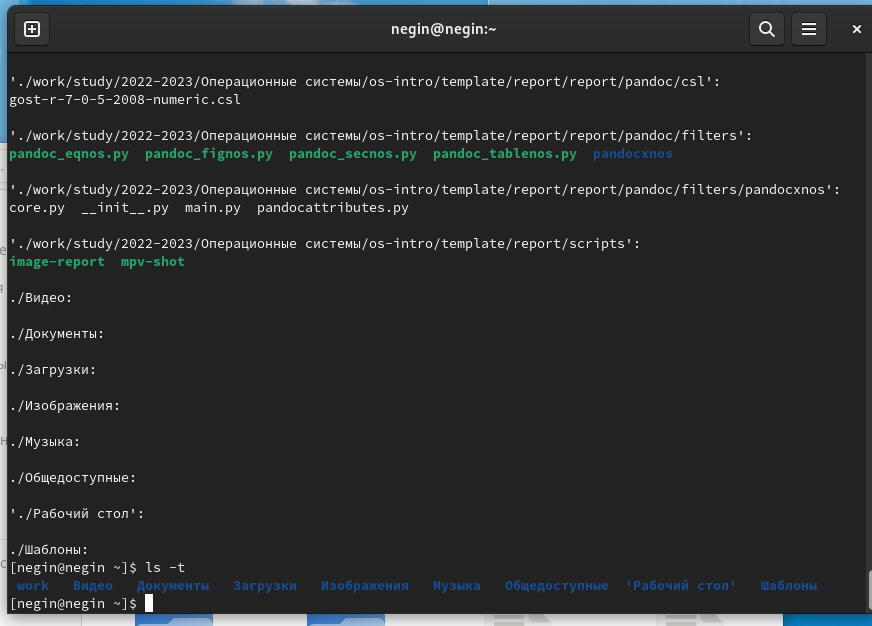 negin@negin:~
'./work/study/2022-2023/Операционные системы/os-intro/template/report/report/pandoc/csl':
gost-r-7-0-5-2008-numeric.csl
'./work/study/2022-2023/Операционные системы/os-intro/template/report/report/pandoc/filters':
pandoc_eqnos.py  pandoc_fignos.py  pandoc_secnos.py  pandoc_tablenos.py  pandocxnos
'./work/study/2022-2023/Операционные системы/os-intro/template/report/report/pandoc/filters/pandocxnos':
core.py  __init__.py  main.py  pandocattributes.py
'./work/study/2022-2023/Операционные системы/os-intro/template/report/scripts':
image-report  mpv-shot
./Видео:
./Документы:
./Загрузки:
./Изображения:
./Музыка:
./Общедоступные:
'./Рабочий стол':
./Шаблоны:
[negin@negin ~]$ ls -t
work   Видео   Документы   Загрузки   Изображения   Музыка   Общедоступные  'Рабочий стол'   Шаблоны
[negin@negin ~]$